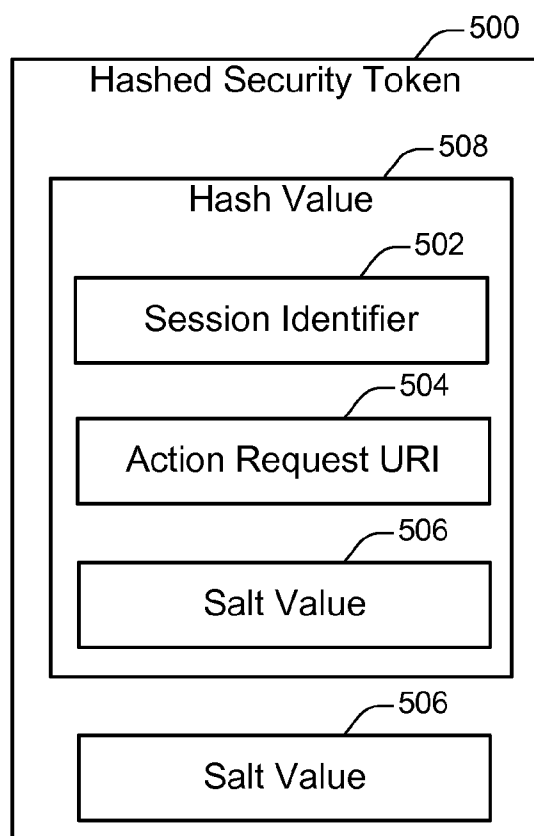 500
Hashed Security Token
508
Hash Value
502
Session Identifier
504
Action Request URI
506
Salt Value
506
Salt Value